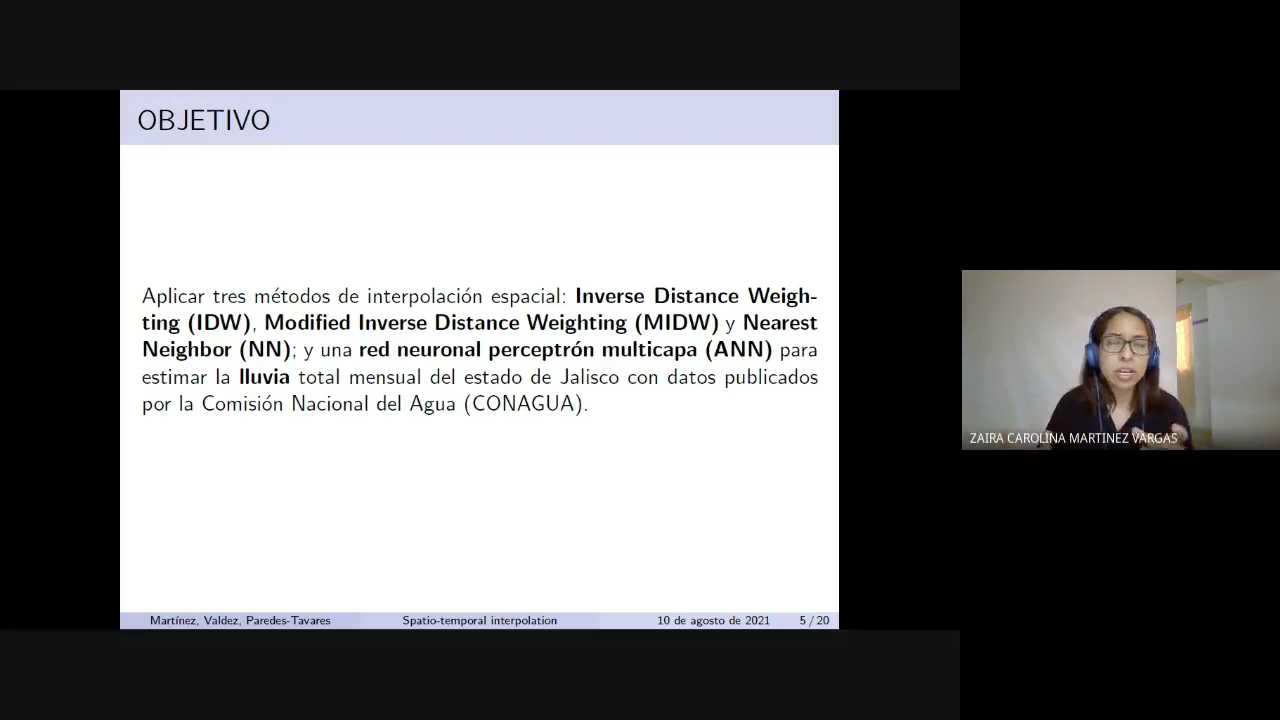 OBJETIVO
Aplicar tres métodos de interpolación espacial: Inverse Distance Weigh-
ting (IDW), Modified Inverse Distance Weighting (MIDW) y Nearest
Neighbor (NN); y una red neuronal perceptrón multicapa (ANN) para
estimar la lluvia total mensual del estado de Jalisco con datos publicados
por la Comisión Nacional del Agua (CONAGUA).
Martínez, Valdez, Paredes-Tavares Spatio-temporal interpolation 10 de agosto de 2021 5 / 20
ZAIRA CAROLINA MARTINEZ VARGAS